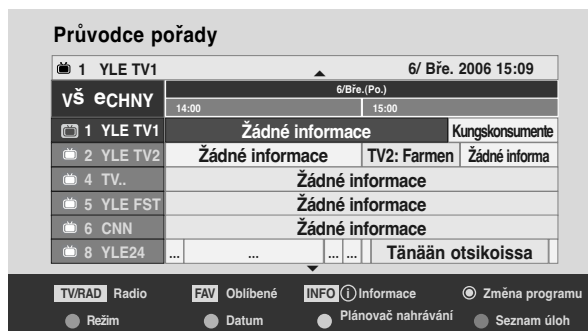 Průvodce pořady
1 YLE TV1 6/ Bře. 2006 15:09
VŠ eCHNY 6/Bře.(Po.)
14:00 15:00
1 YLE TV1 Žádné informace Kungskonsumente
2 YLE TV2 Žádné informace TV2: Farmen Žádné informa
4 TV.. Žádné informace
5 YLE FST Žádné informace
6 CNN Žádné informace
8 YLE24 ... ... ... ... Tänään otsikoissa
TV/RAD Radio FAV Oblíbené INFO i Informace Změna programu
Režim Datum Plánovač nahrávání Seznam úloh